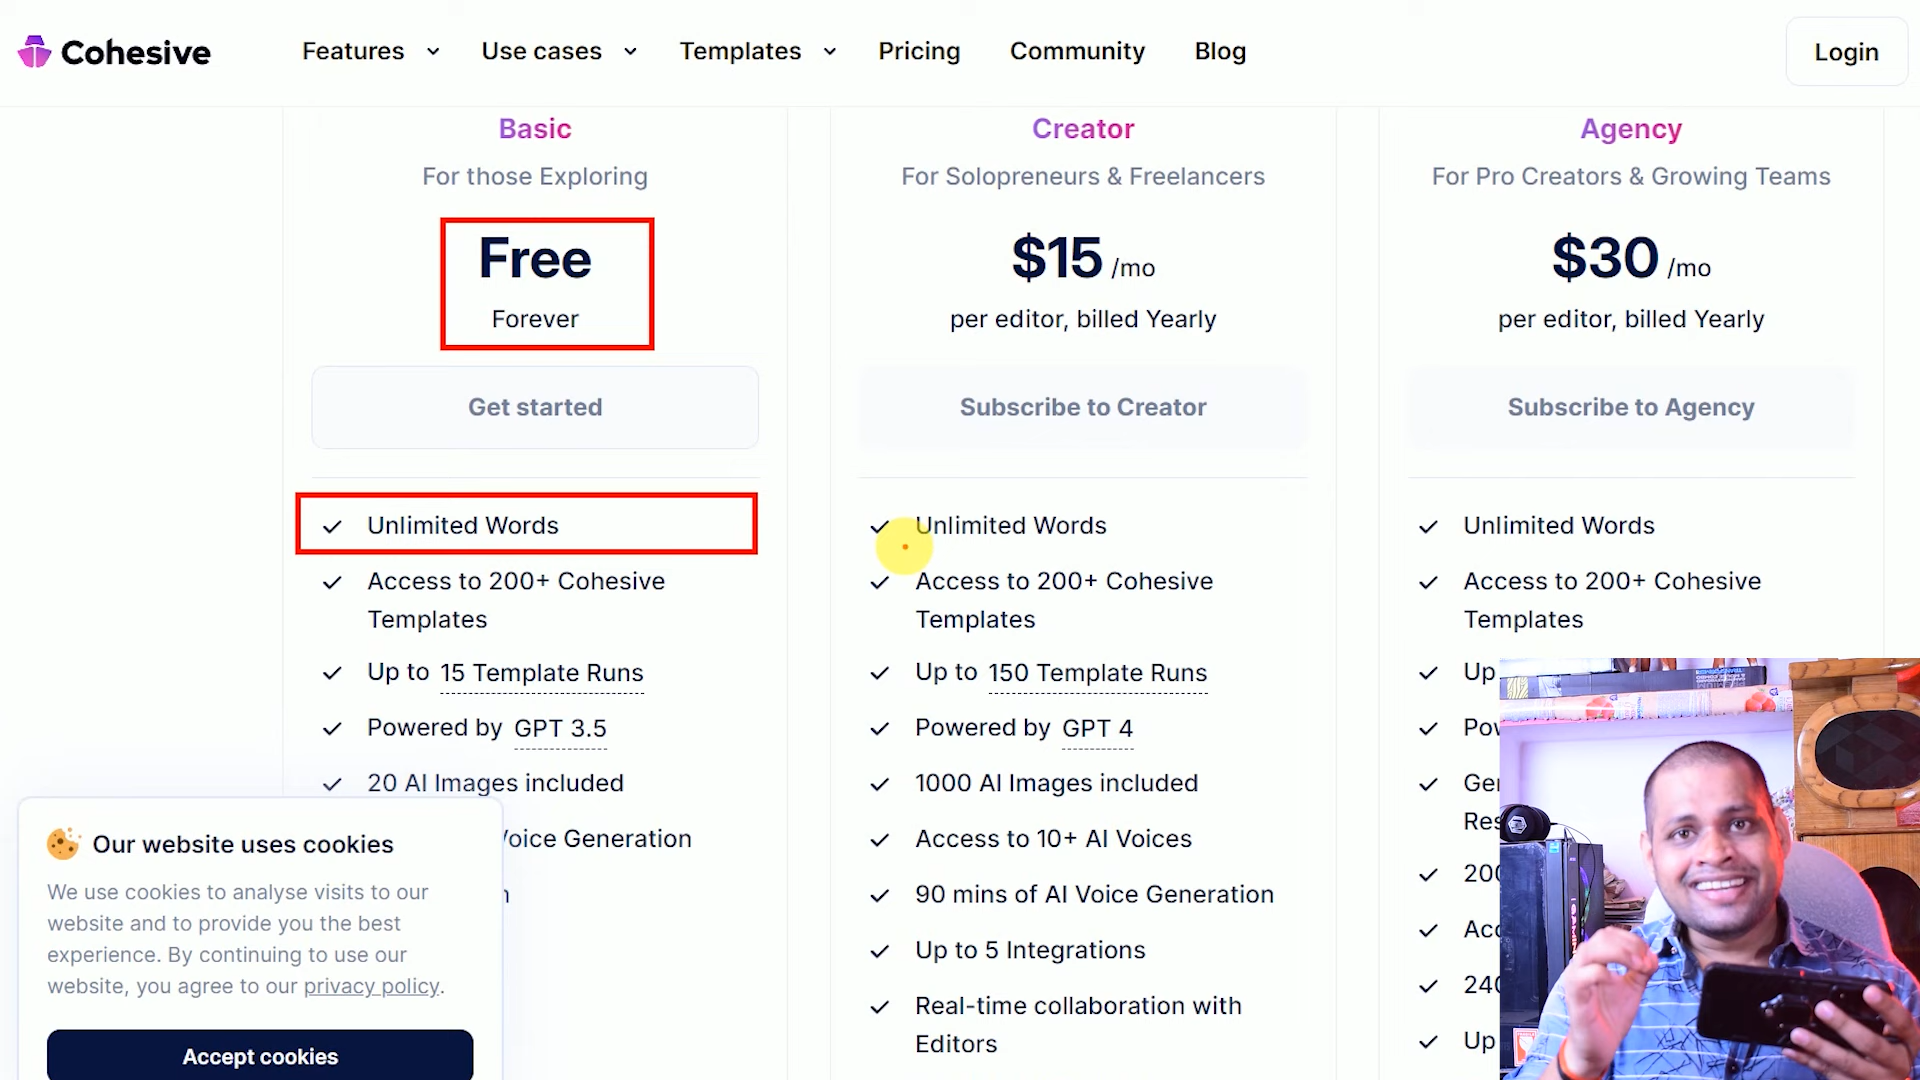 Cohesive
Features
Use cases
Templates
Pricing
Community
Blog
Login
Basic
For those Exploring
Free
Forever
Get started
Unlimited Words
Access to 200+ Cohesive
Templates
Up to 15 Template Runs
Powered by GPT 3.5
20 AI Images included
Voice Generation
Creator
For Solopreneurs & Freelancers
$15 /mo
per editor, billed Yearly
Subscribe to Creator
Unlimited Words
Access to 200+ Cohesive
Templates
Up to 150 Template Runs
Powered by GPT 4
1000 AI Images included
Access to 10+ AI Voices
90 mins of AI Voice Generation
Up to 5 Integrations
Real-time collaboration with
Editors
Agency
For Pro Creators & Growing Teams
$30 /mo
per editor, billed Yearly
Subscribe to Agency
Unlimited Words
Access to 200+ Cohesive
Templates
Up
Our website uses cookies
We use cookies to analyse visits to our
website and to provide you the best
experience. By continuing to use our
website, you agree to our privacy policy.
Accept cookies
Up